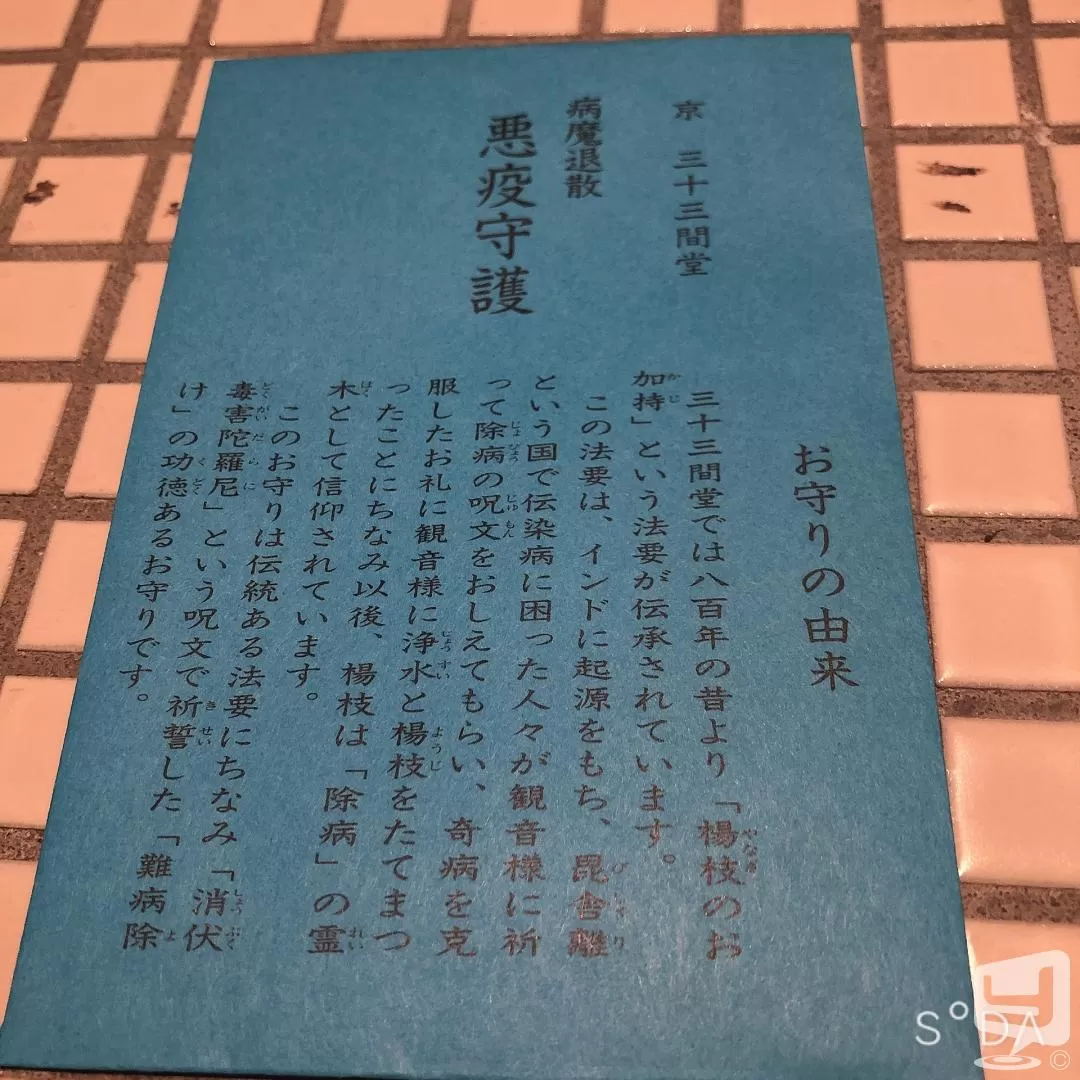 京 三十三間堂
病魔退散
悪疫守護
お守りの由来
三十三間堂では八百年の昔より「楊枝のお
加持」という法要が伝承されています。
この法要は、インドに起源をもち、毘舎離
という国で伝染病に困った人々が観音様に祈
って除病の呪文をおしえてもらい、奇病を克
服したお礼に観音様に浄水と楊枝をたてまつ
ったことにちなみ以後、楊枝は「除病」の霊
木として信仰されています。
このお守りは伝統ある法要にちなみ「消伏
毒害陀羅尼」という呪文で祈誓した「難病除
け」の功徳あるお守りです。
S°DA